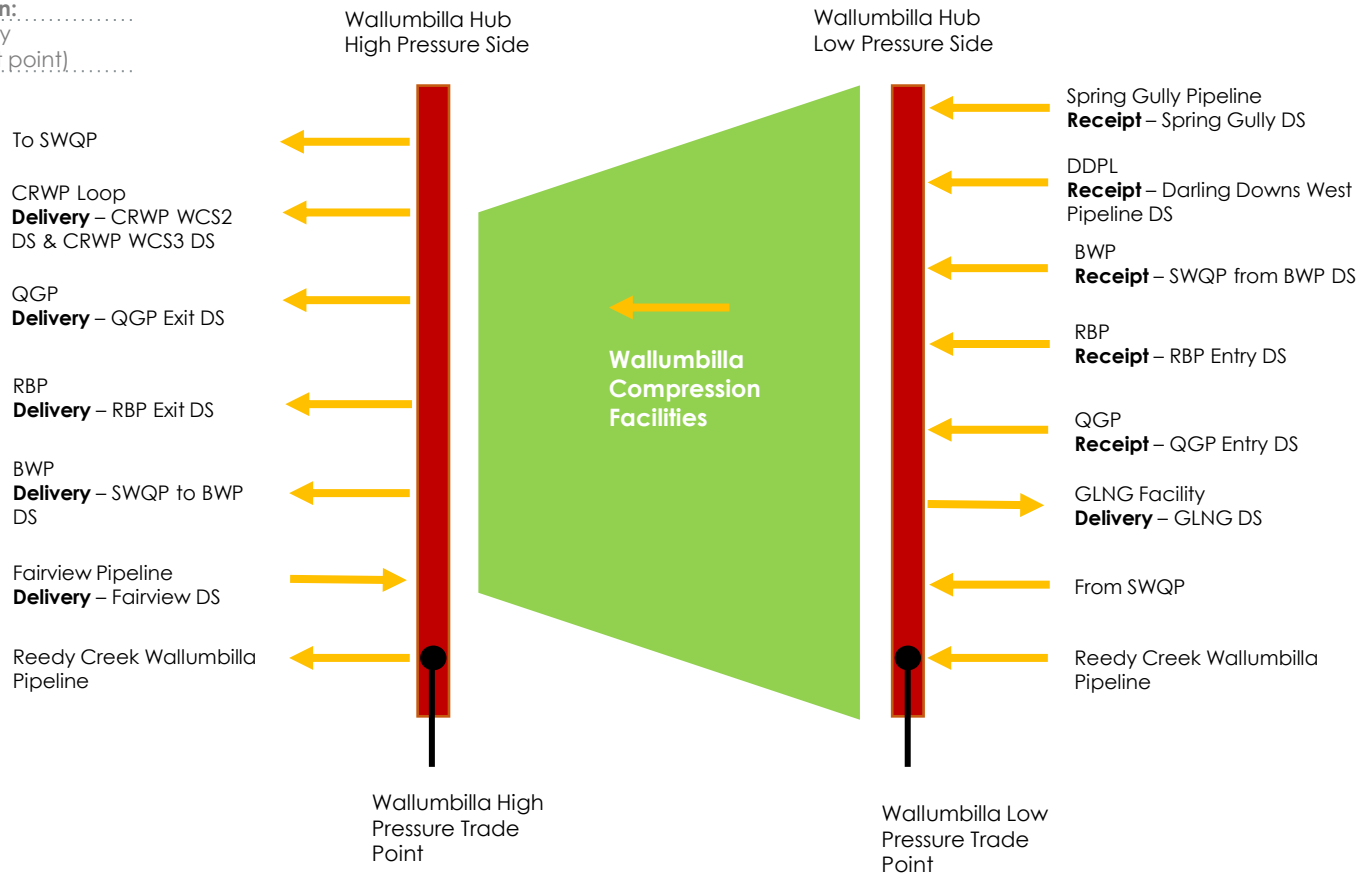 n:
y
point)
Wallumbilla Hub
High Pressure Side
Wallumbilla Hub
Low Pressure Side
To SWQP
CRWP Loop
Delivery – CRWP WCS2
DS & CRWP WCS3 DS
QGP
Delivery – QGP Exit DS
RBP
Delivery – RBP Exit DS
BWP
Delivery – SWQP to BWP
DS
Fairview Pipeline
Delivery – Fairview DS
Reedy Creek Wallumbilla
Pipeline
Wallumbilla
Compression
Facilities
Spring Gully Pipeline
Receipt – Spring Gully DS
DDPL
Receipt – Darling Downs West
Pipeline DS
BWP
Receipt – SWQP from BWP DS
RBP
Receipt – RBP Entry DS
QGP
Receipt – QGP Entry DS
GLNG Facility
Delivery – GLNG DS
From SWQP
Reedy Creek Wallumbilla
Pipeline
Wallumbilla High
Pressure Trade
Point
Wallumbilla Low
Pressure Trade
Point